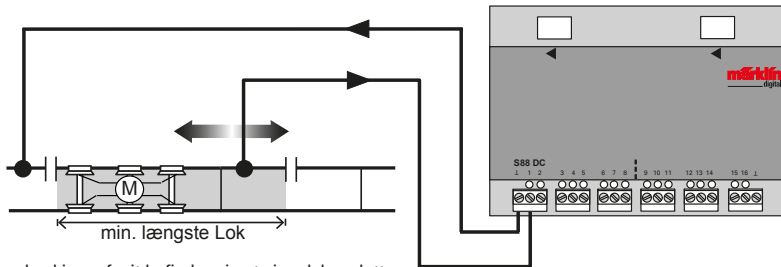 märklin
digital
S88 DC
⊥ 1 2 3 4 5 6 7 8 9 10 11 12 13 14 15 16 ⊥
M
min. længste Lok